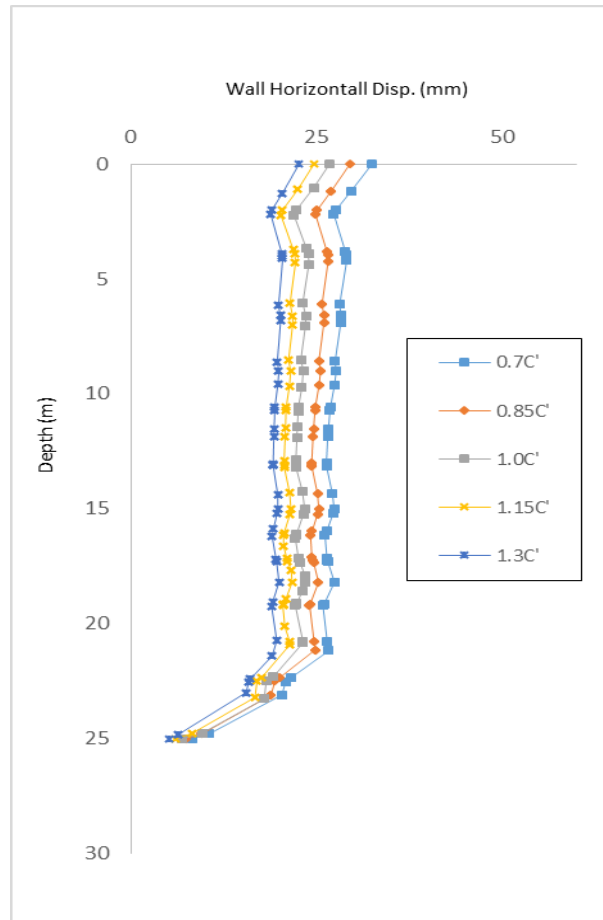 Wall Horizontall Disp. (mm)
0 25 50
0
5
10
15
20
25
30
Depth (m)
0.7C'
0.85C'
1.0C'
1.15C'
1.3C'